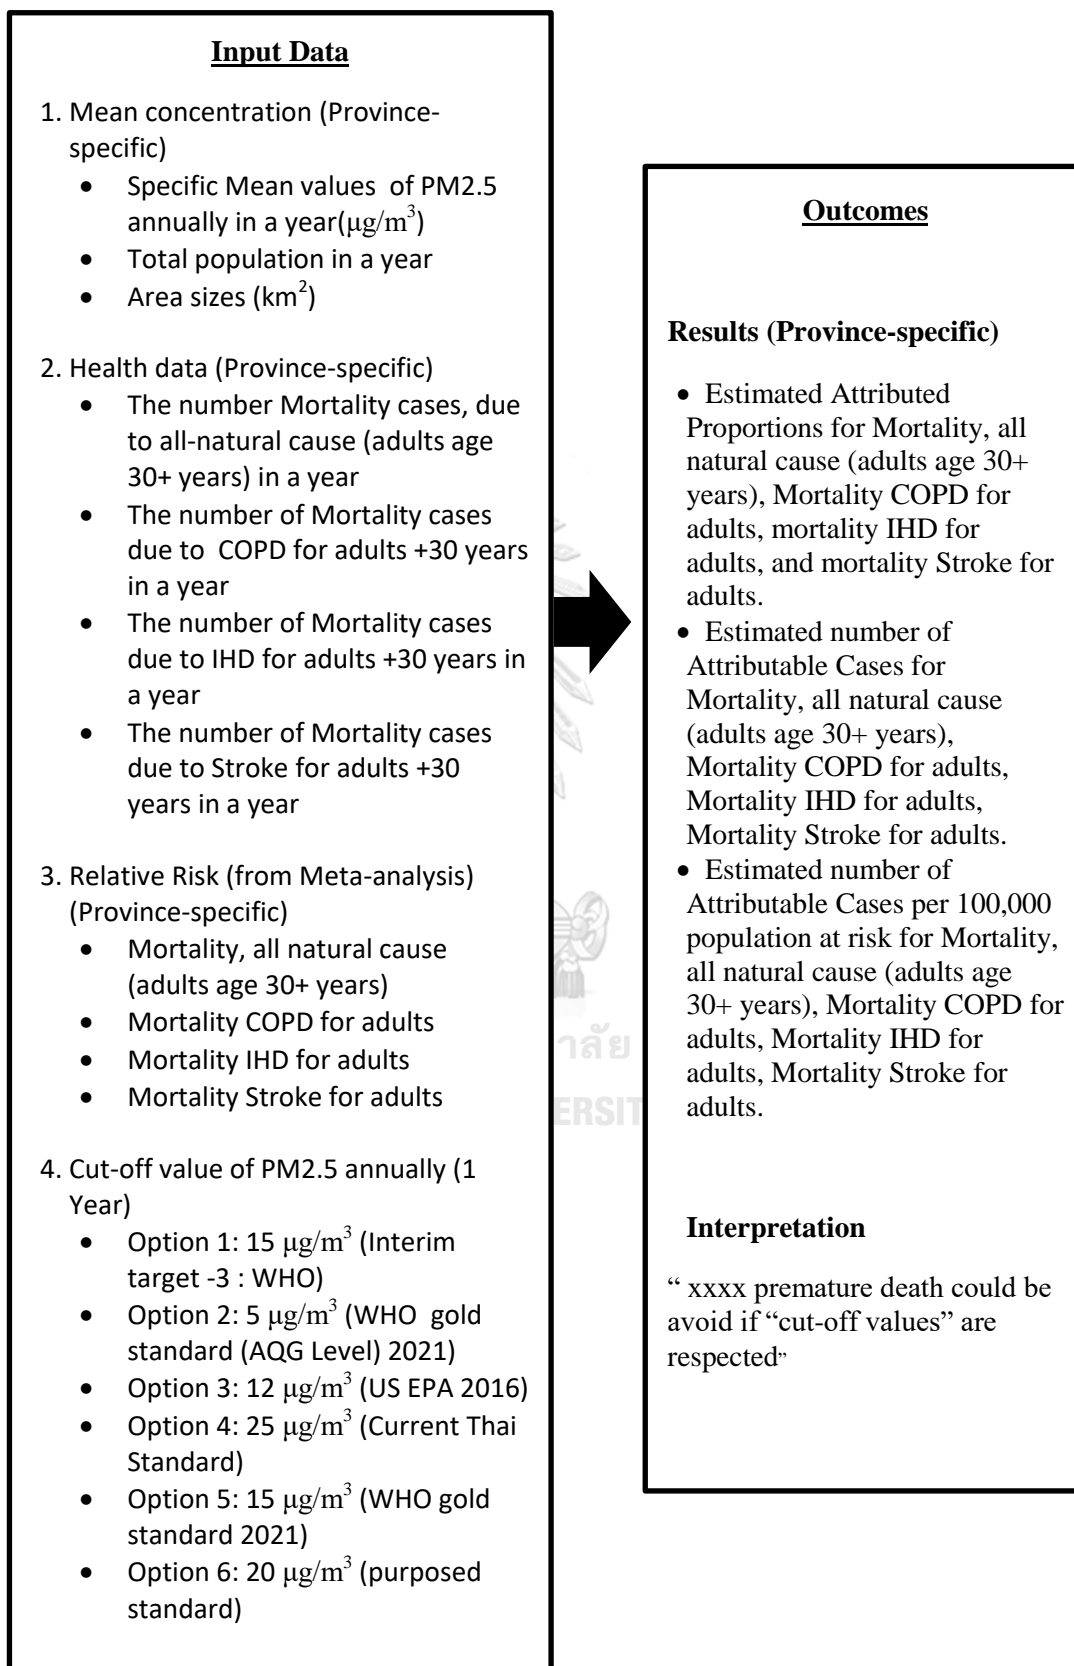 Input Data
1. Mean concentration (Province-
specific)
• Specific Mean values of PM2.5
annually in a year(μg/m³)
• Total population in a year
• Area sizes (km²)
2. Health data (Province-specific)
• The number Mortality cases, due
to all-natural cause (adults age
30+ years) in a year
• The number of Mortality cases
due to COPD for adults +30 years
in a year
• The number of Mortality cases
due to IHD for adults +30 years in
a year
• The number of Mortality cases
due to Stroke for adults +30
years in a year
3. Relative Risk (from Meta-analysis)
(Province-specific)
• Mortality, all natural cause
(adults age 30+ years)
• Mortality COPD for adults
• Mortality IHD for adults
• Mortality Stroke for adults
4. Cut-off value of PM2.5 annually (1
Year)
• Option 1: 15 μg/m³ (Interim
target -3 : WHO)
• Option 2: 5 μg/m³ (WHO gold
standard (AQG Level) 2021)
• Option 3: 12 μg/m³ (US EPA 2016)
• Option 4: 25 μg/m³ (Current Thai
Standard)
• Option 5: 15 μg/m³ (WHO gold
standard 2021)
• Option 6: 20 μg/m³ (purposed
standard)
าลัย
ERSIT
Outcomes
Results (Province-specific)
• Estimated Attributed
Proportions for Mortality, all
natural cause (adults age 30+
years), Mortality COPD for
adults, mortality IHD for
adults, and mortality Stroke for
adults.
• Estimated number of
Attributable Cases for
Mortality, all natural cause
(adults age 30+ years),
Mortality COPD for adults,
Mortality IHD for adults,
Mortality Stroke for adults.
• Estimated number of
Attributable Cases per 100,000
population at risk for Mortality,
all natural cause (adults age
30+ years), Mortality COPD for
adults, Mortality IHD for
adults, Mortality Stroke for
adults.
Interpretation
“ xxxx premature death could be
avoid if “cut-off values” are
respected”